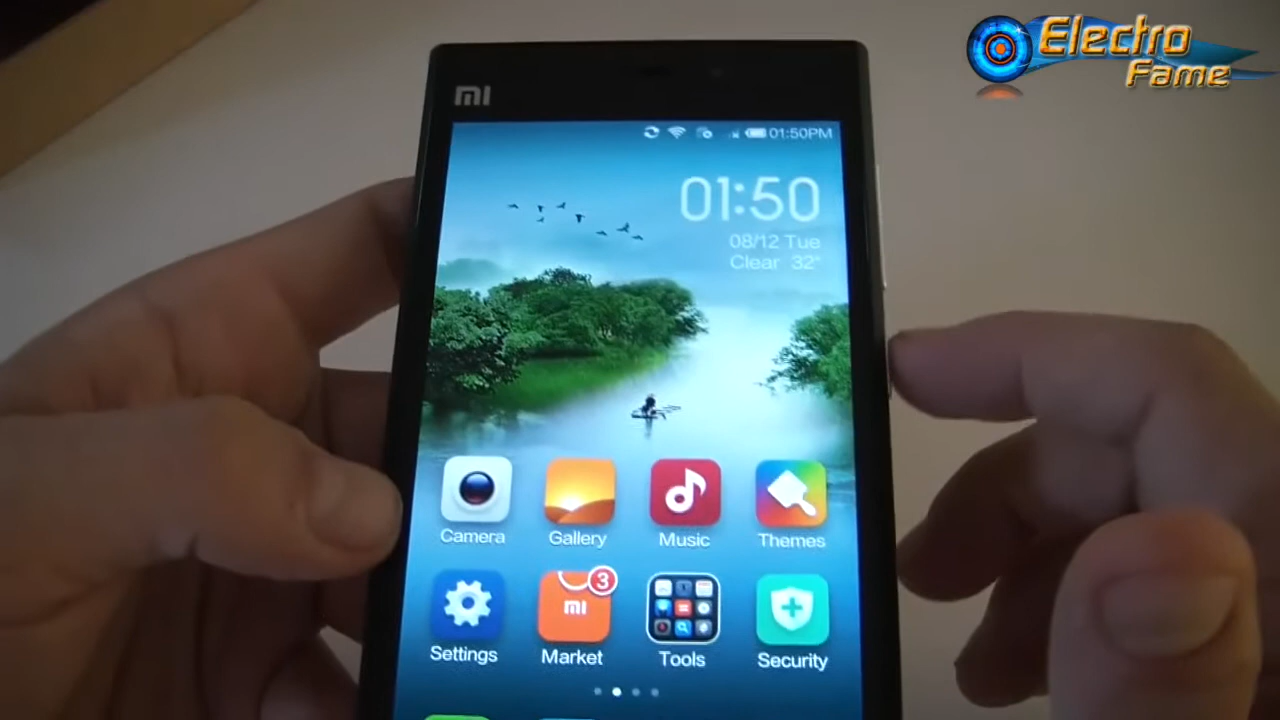 Electro
Fame
mi
01:50PM
01:50
08/12 Tue
Clear 32°
Camera
Gallery
Music
Themes
3
mi
Settings
Market
Tools
Security